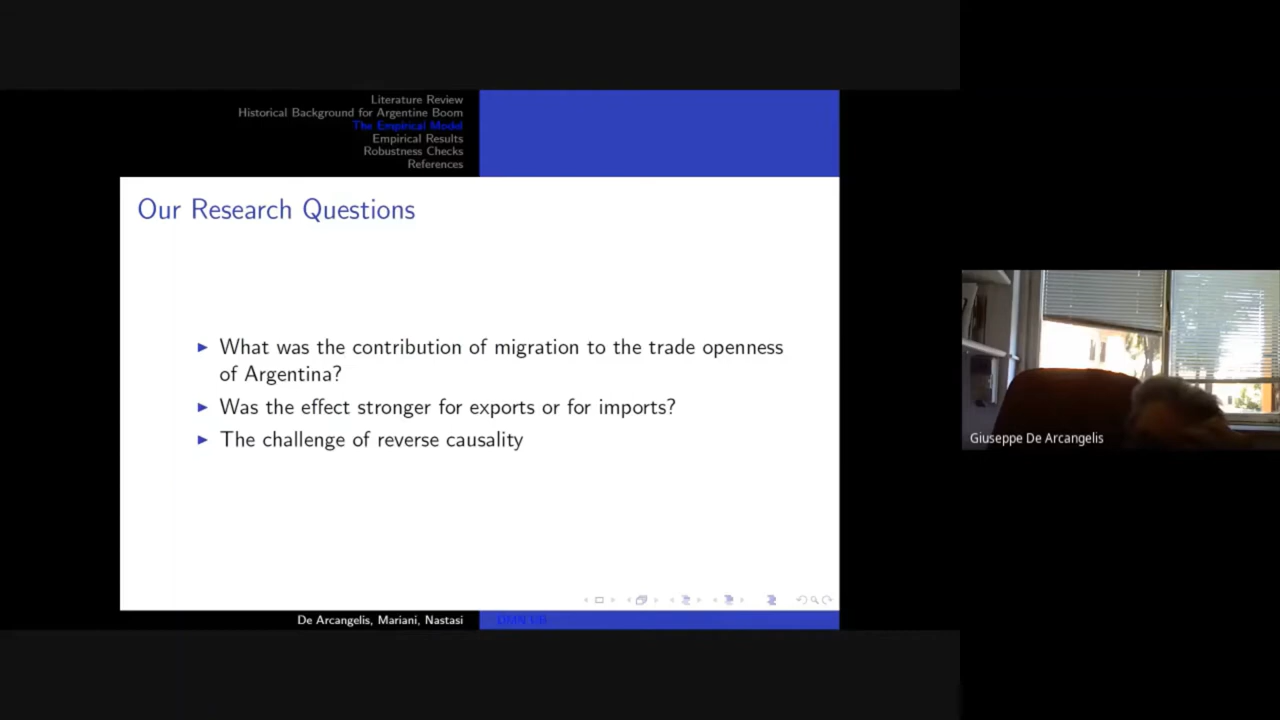 Literature Review
Historical Background for Argentine Boom
The Empirical Model
Empirical Results
Robustness Checks
References
Our Research Questions
What was the contribution of migration to the trade openness
of Argentina?
Was the effect stronger for exports or for imports?
The challenge of reverse causality
Giuseppe De Arcangelis
De Arcangelis, Mariani, Nastasi